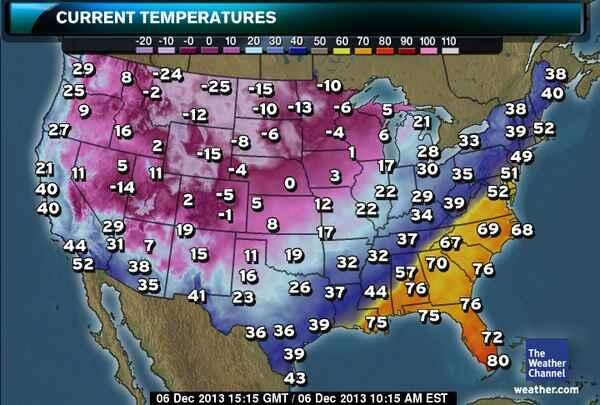 CURRENT TEMPERATURES
-20 -10 -0 0 10 20 30 40 50 60 70 80 90 100 110
29 8 -24 -25 -15 -10 38
25 -2 40
9 -12 -10 -13 -6 5 38
27 16 -6 -4 6 21 39 52
2 -8 33
-15 1 28 49
21 11 5 11 -4 17 30 35 51
40 -14 0 3 22 52
40 2 -5 5 12 22 29 39
-1 34
29 19 8 17 69 68
44 31 7 37 67
52 38 15 11 19 32 32 70 76
35 16 57
41 23 26 37 44 76 76
36 36 39 75 75
39 72
43 80
The
Weather
Channel
weather.com
06 Dec 2013 15:15 GMT / 06 Dec 2013 10:15 AM EST